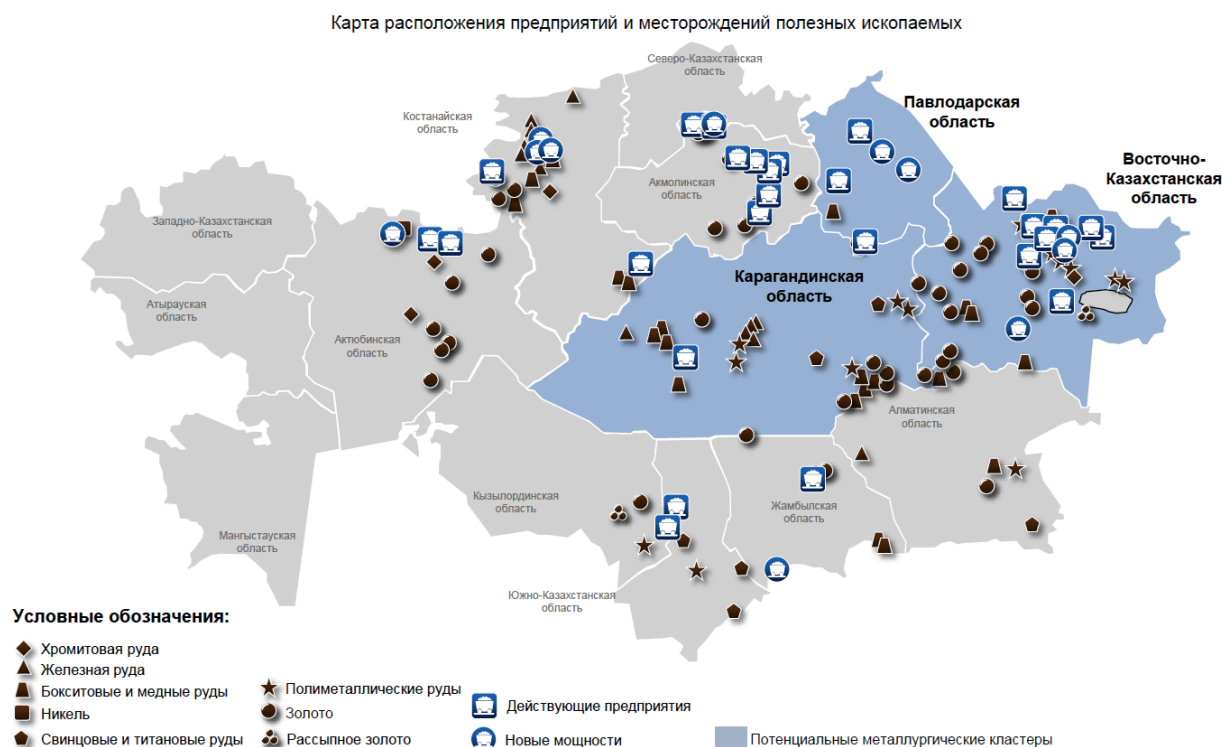 Карта расположения предприятий и месторождений полезных ископаемых
Северо-Казахстанская
область
Костанайская
область
Павлодарская
область
Восточно-
Казахстанская
область
Акмолинская
область
Западно-Казахстанская
область
Карагандинская
область
Атырауская
область
Актюбинская
область
Алматинская
область
Кызылординская
область
Жамбылская
область
Мангыстауская
область
Южно-Казахстанская
область
Условные обозначения:
Хромитовая руда
Железная руда
Бокситовые и медные руды
Никель
Свинцовые и титановые руды
Полиметаллические руды
Золото
Рассыпное золото
Действующие предприятия
Новые мощности
Потенциальные металлургические кластеры